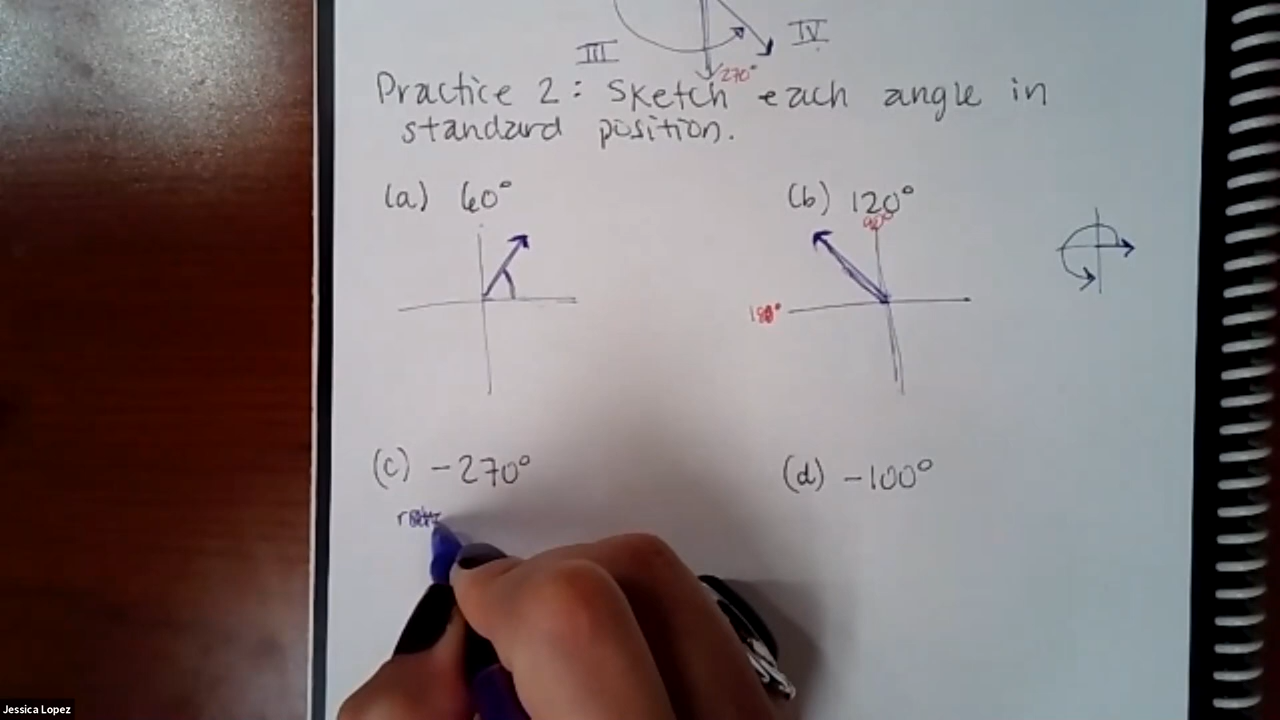 III
IV
270°
Practice 2: Sketch each angle in
standard position.
(a) 60°
(b) 120°
90°
180°
(c) -270°
(d) -100°
Jessica Lopez